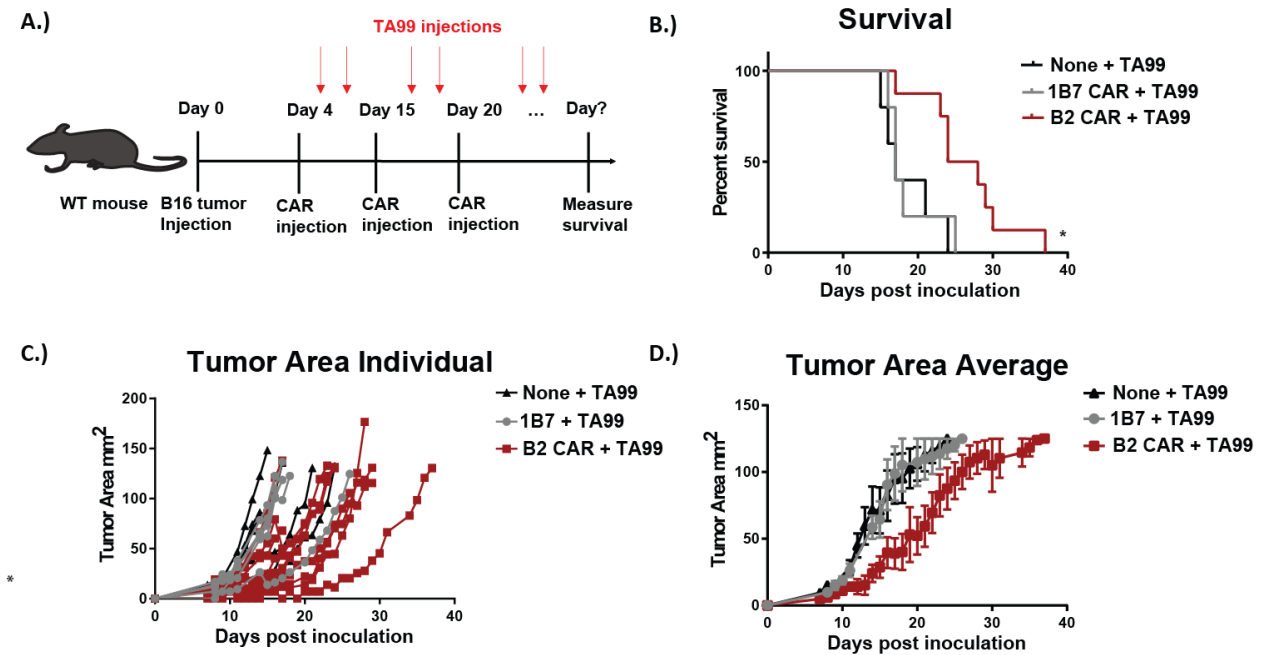 A.)
TA99 injections
Day 0
Day 4
Day 15
Day 20
...
Day?
WT mouse
B16 tumor
Injection
CAR
injection
CAR
injection
CAR
injection
Measure
survival
B.)
Survival
Percent survival
100
50
0
0
10
20
30
40
Days post inoculation
*
None + TA99
1B7 CAR + TA99
B2 CAR + TA99
C.)
Tumor Area Individual
Tumor Area mm2
200
150
100
50
0
0
10
20
30
40
Days post inoculation
None + TA99
1B7 + TA99
B2 CAR + TA99
*
D.)
Tumor Area Average
Tumor Area mm2
150
100
50
0
0
10
20
30
40
Days post inoculation
None + TA99
1B7 + TA99
B2 CAR + TA99